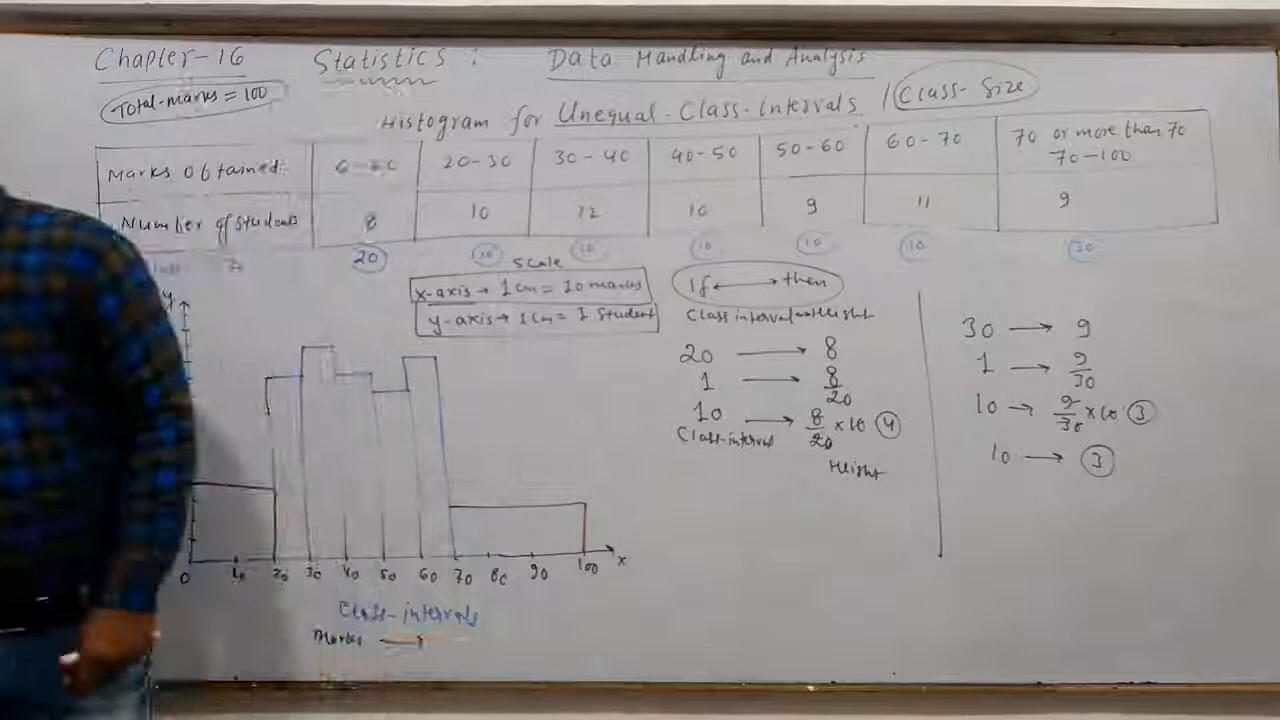 Chapter-16 Statistics : Data Handling and Analysis
Total-marks = 100
Histogram for Unequal-Class-Intervals / Class-Size
Marks Obtained: 0-20 20-30 30-40 40-50 50-60 60-70 70 or more than 70
70-100
Number of Students 8 10 12 10 9 11 9
20 10 10 10 10 10 30
Scale
x-axis → 1cm = 10 marks
y-axis → 1cm = 1 Student
If ⟷ then
Class interval Height
20 → 8
1 → 8/20
10 → 8/20 × 10 4
Class-interval
Height
30 → 9
1 → 9/30
10 → 9/30 × 10 3
10 → 3
y
0 10 20 30 40 50 60 70 80 90 100 x
Class-intervals
Marks →